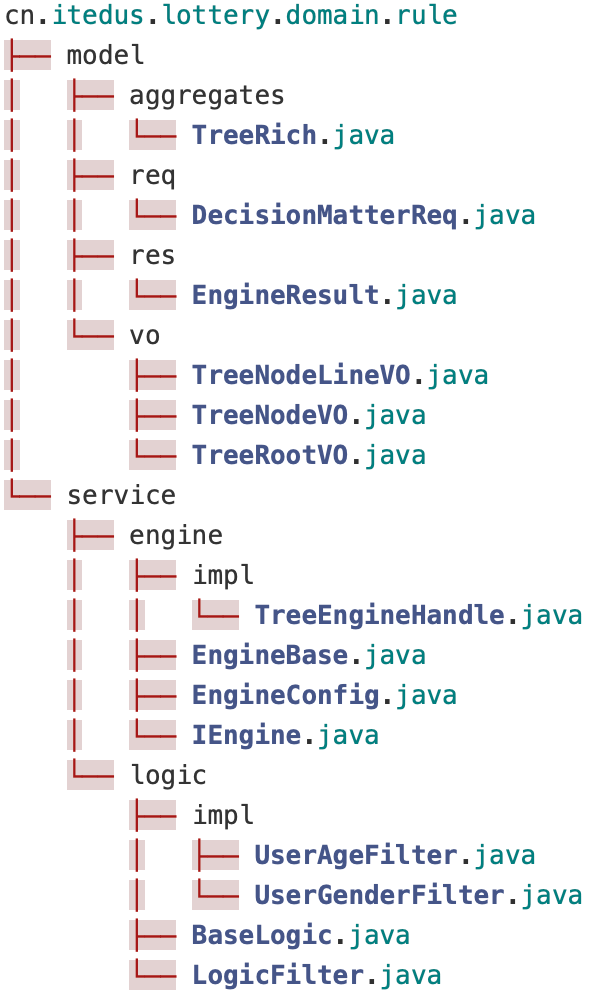 cn.itedus.lottery.domain.rule
├── model
│   ├── aggregates
│   │   └── TreeRich.java
│   ├── req
│   │   └── DecisionMatterReq.java
│   ├── res
│   │   └── EngineResult.java
│   └── vo
│       ├── TreeNodeLineVO.java
│       ├── TreeNodeVO.java
│       └── TreeRootVO.java
└── service
    ├── engine
    │   ├── impl
    │   │   └── TreeEngineHandle.java
    │   ├── EngineBase.java
    │   ├── EngineConfig.java
    │   └── IEngine.java
    └── logic
        ├── impl
        │   ├── UserAgeFilter.java
        │   └── UserGenderFilter.java
        ├── BaseLogic.java
        └── LogicFilter.java